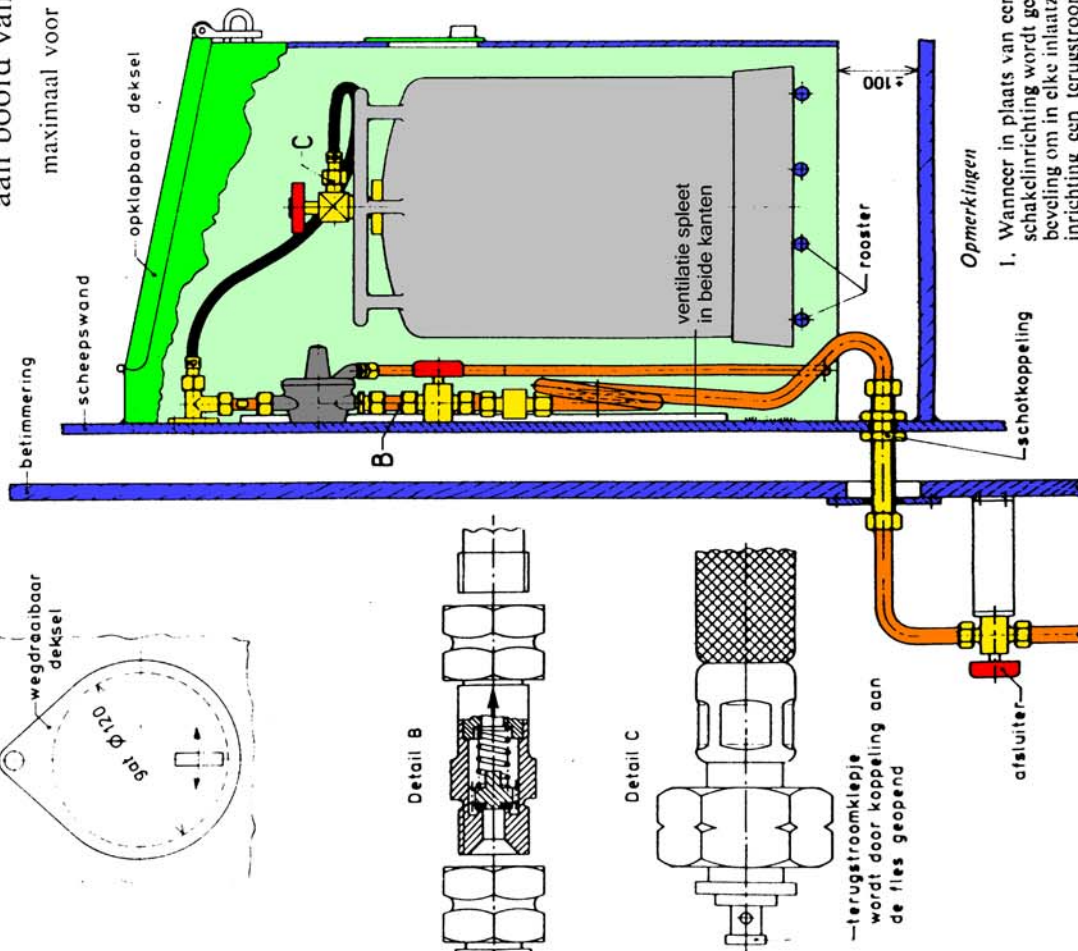 aan boord van
maximaal voor
opklapbaar deksel
scheepswand
betimmering
wegdraaibaar
deksel
gat Ø 120
C
B
ventilatie spleet
in beide kanten
rooster
±100
schotkoppeling
Detail B
Detail C
terugstroomklepje
wordt door koppeling aan
de fles geopend
afsluiter
Opmerkingen
1. Wanneer in plaats van een
schakelinrichting wordt ge
beveling om in elke inlaatz
inrichting een terugstroom